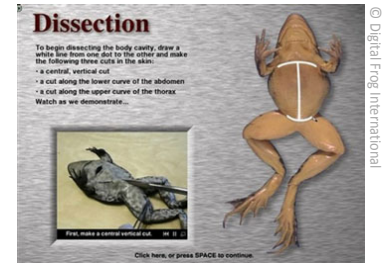 Dissection
To begin dissecting the body cavity, draw a
white line from one dot to the other and make
the following three cuts in the skin:
• a central, vertical cut
• a cut along the lower curve of the abdomen
• a cut along the upper curve of the thorax
Watch as we demonstrate...
First, make a central vertical cut.
Click here, or press SPACE to continue.
© Digital Frog International